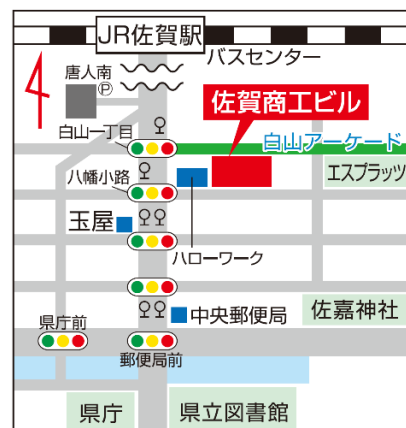 JR佐賀駅
バスセンター
唐人南
P
佐賀商工ビル
白山一丁目
白山アーケード
エスプラッツ
八幡小路
玉屋
ハローワーク
中央郵便局
佐嘉神社
県庁前
郵便局前
県庁
県立図書館